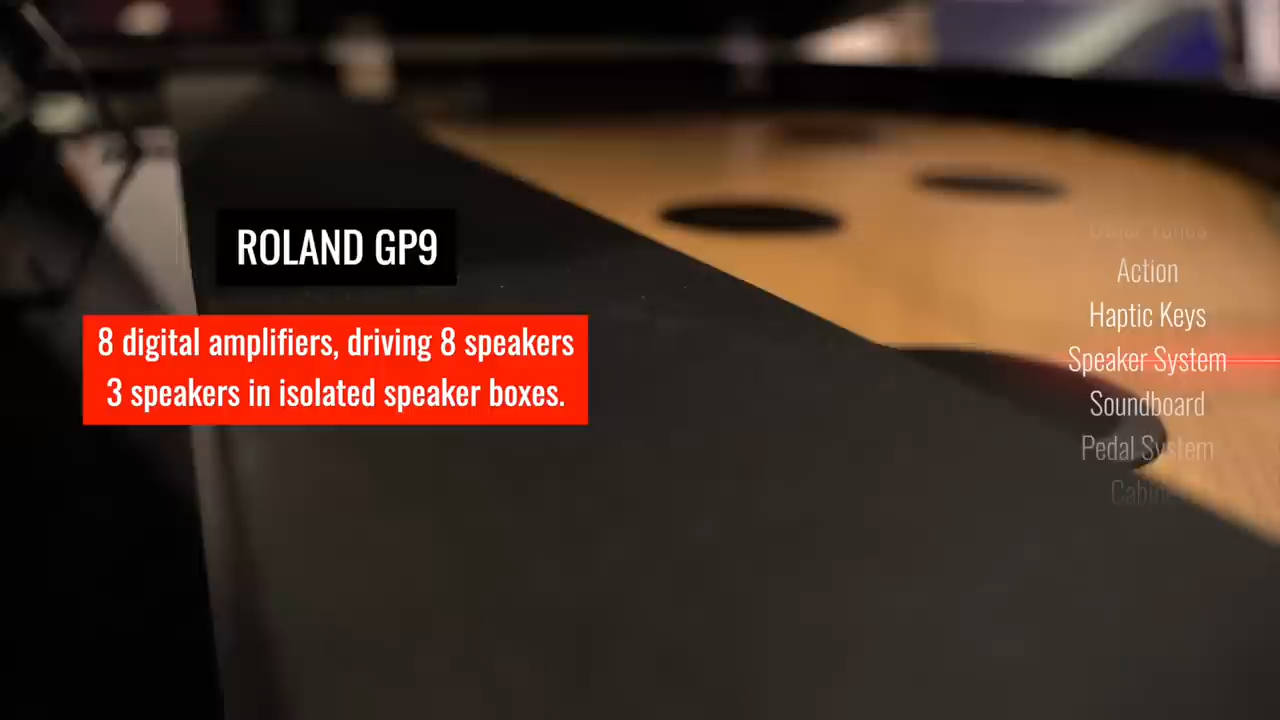 ROLAND GP9
8 digital amplifiers, driving 8 speakers
3 speakers in isolated speaker boxes.
Action
Haptic Keys
Speaker System
Soundboard
Pedal System